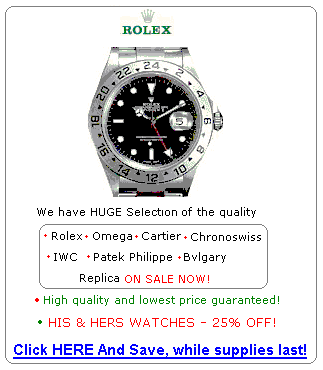 ROLEX
24
22
20
18
16
14
12
10
8
6
4
2
ROLEX
5
We have HUGE Selection of the quality
• Rolex • Omega • Cartier • Chronoswiss
• IWC • Patek Philippe • Bvlgary
Replica ON SALE NOW!
• High quality and lowest price guaranteed!
• HIS & HERS WATCHES - 25% OFF!
Click HERE And Save, while supplies last!